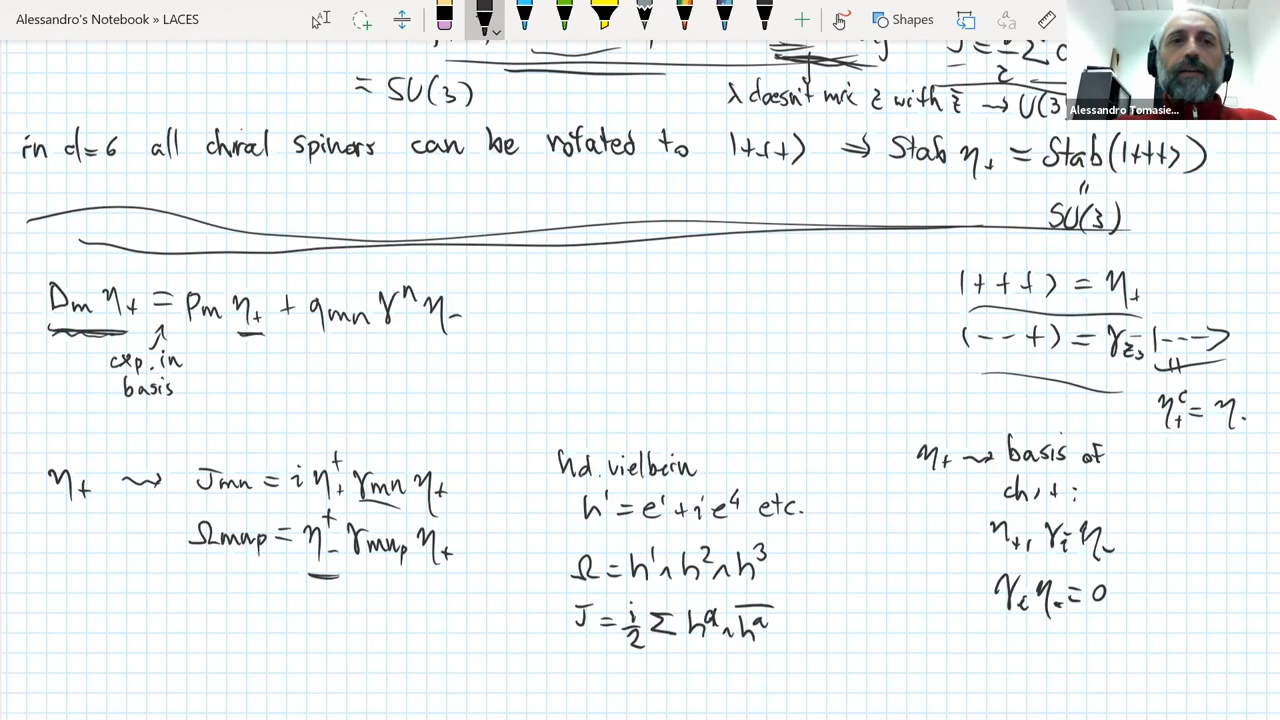 Alessandro's Notebook » LACES
Shapes
Alessandro Tomasie...
= SU(3)
λ doesn't mix z with z̄ → U(3
in d=6 all chiral spinors can be rotated to |+++> ⇒ Stab η₊ = Stab(|+++>)
"
SU(3)
Dₘ η₊ = pₘ η₊ + qₘₙ γⁿ η₋
exp. in
basis
|+++> = η₊
|--+> = γ_z̄₃ |--->
η₊ᶜ = η₋
η₊ ⇝ Jₘₙ = i η₊† γₘₙ η₊
Ωₘₙₚ = η₋† γₘₙₚ η₊
hol. vielbein
h¹ = e¹ + i e⁴ etc.
Ω = h¹ ∧ h² ∧ h³
J = i/2 Σ hᵃ ∧ h̄ᵃ
η₊ ⇝ basis of
ch. + :
η₊, γ_ī η₋
γᵢ η₋ = 0